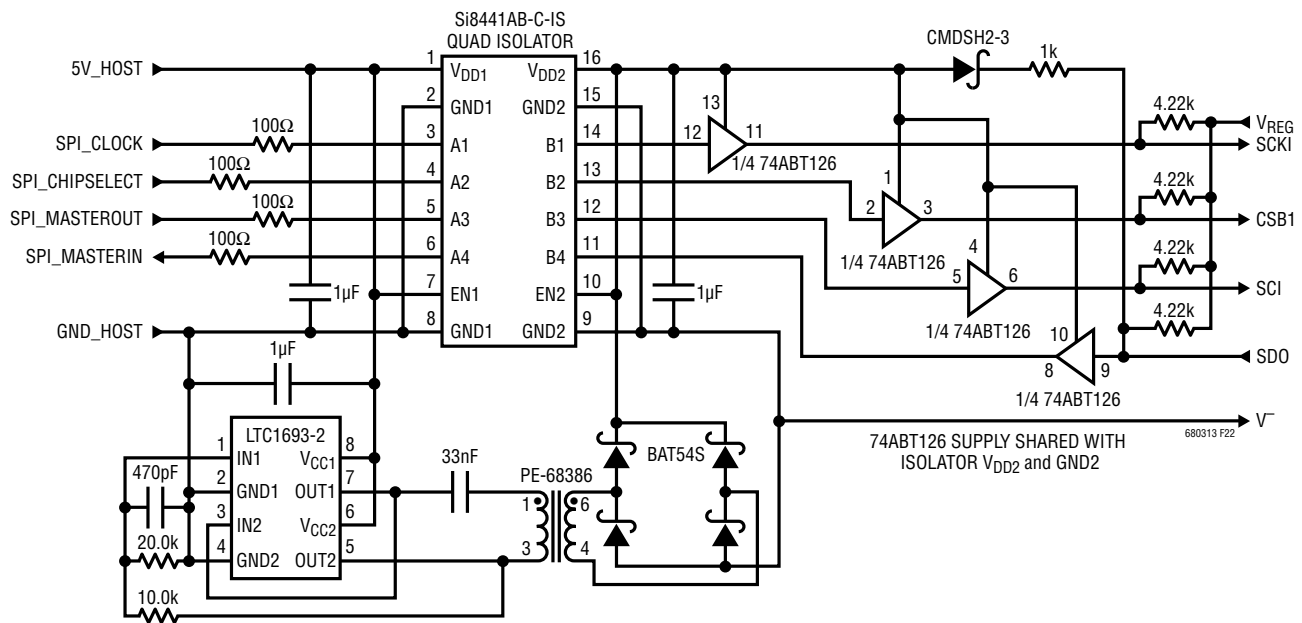 Si8441AB-C-IS
QUAD ISOLATOR
CMDSH2-3
1k
5V_HOST
1
VDD1
VDD2
16
2
GND1
GND2
15
13
4.22k
VREG
SPI_CLOCK
100Ω
3
A1
B1
14
12
11
SCKI
1/4 74ABT126
SPI_CHIPSELECT
100Ω
4
A2
B2
13
1
4.22k
SPI_MASTEROUT
100Ω
5
A3
B3
12
2
3
CSB1
SPI_MASTERIN
100Ω
6
A4
B4
11
1/4 74ABT126
4
4.22k
1µF
7
EN1
EN2
10
1µF
5
6
SCI
GND_HOST
8
GND1
GND2
9
1/4 74ABT126
10
4.22k
1µF
8
9
SDO
1/4 74ABT126
LTC1693-2
V–
680313 F22
74ABT126 SUPPLY SHARED WITH
ISOLATOR VDD2 and GND2
1
IN1
VCC1
8
33nF
BAT54S
470pF
2
GND1
OUT1
7
PE-68386
3
IN2
VCC2
6
1
6
20.0k
4
GND2
OUT2
5
3
4
10.0k